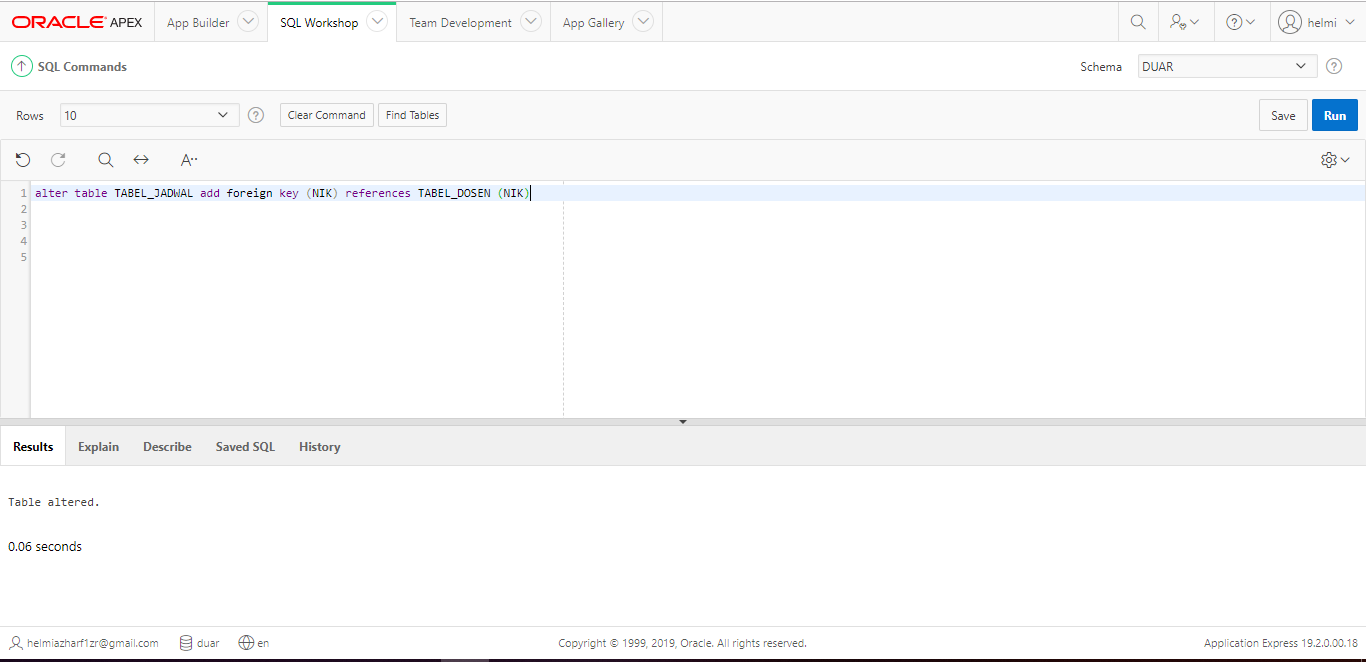 ORACLE APEX App Builder SQL Workshop Team Development App Gallery helmi
SQL Commands Schema DUAR ?
Rows 10 ? Clear Command Find Tables Save Run
A
1 alter table TABEL_JADWAL add foreign key (NIK) references TABEL_DOSEN (NIK)
2
3
4
5
Results Explain Describe Saved SQL History
Table altered.
0.06 seconds
helmiazharf1zr@gmail.com duar en Copyright © 1999, 2019, Oracle. All rights reserved. Application Express 19.2.0.00.18